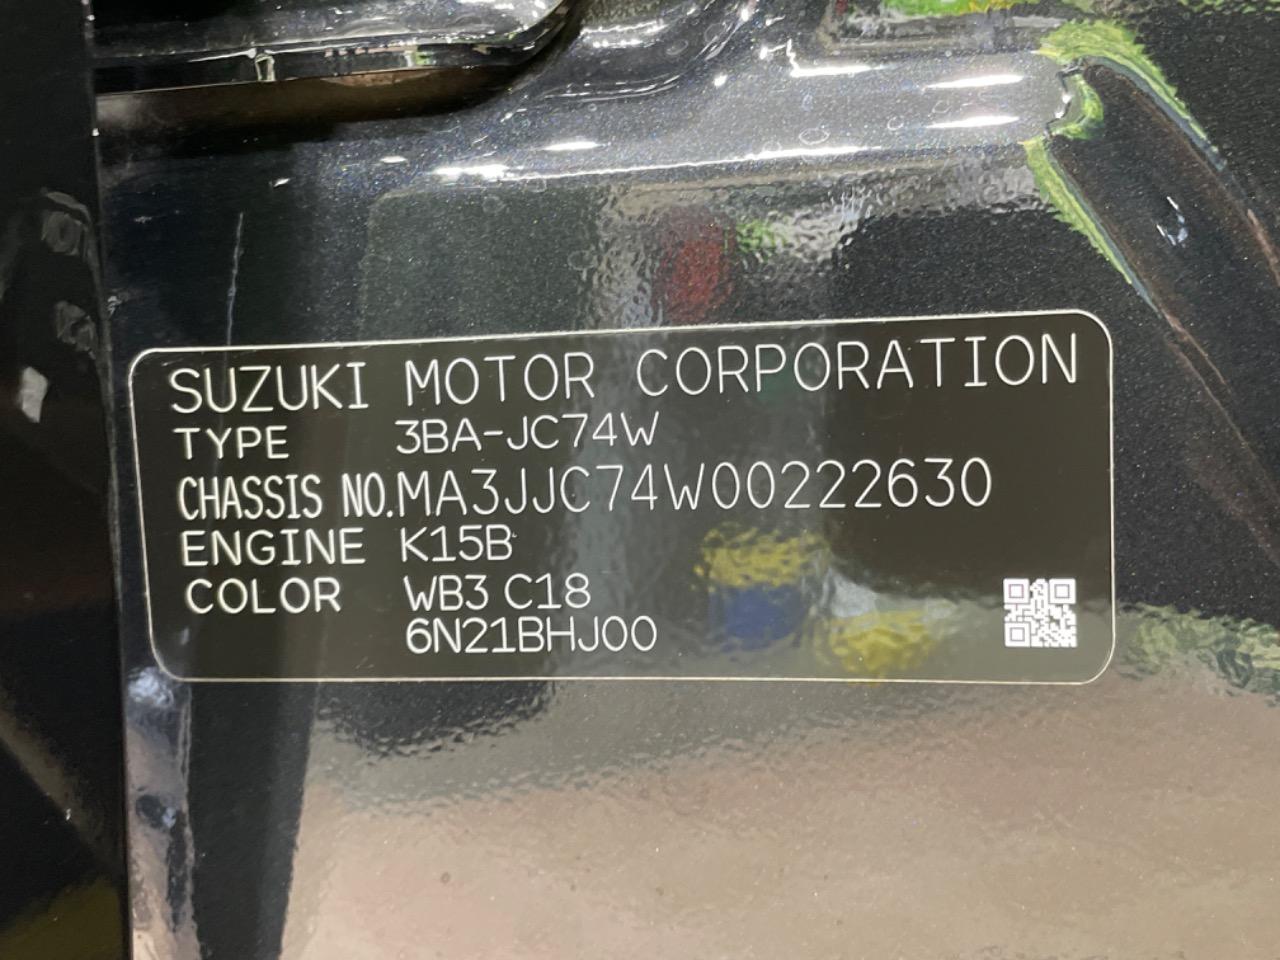 SUZUKI MOTOR CORPORATION
TYPE 3BA-JC74W
CHASSIS NO. MA3JJC74W00222630
ENGINE K15B
COLOR WB3 C18
6N21BHJ00